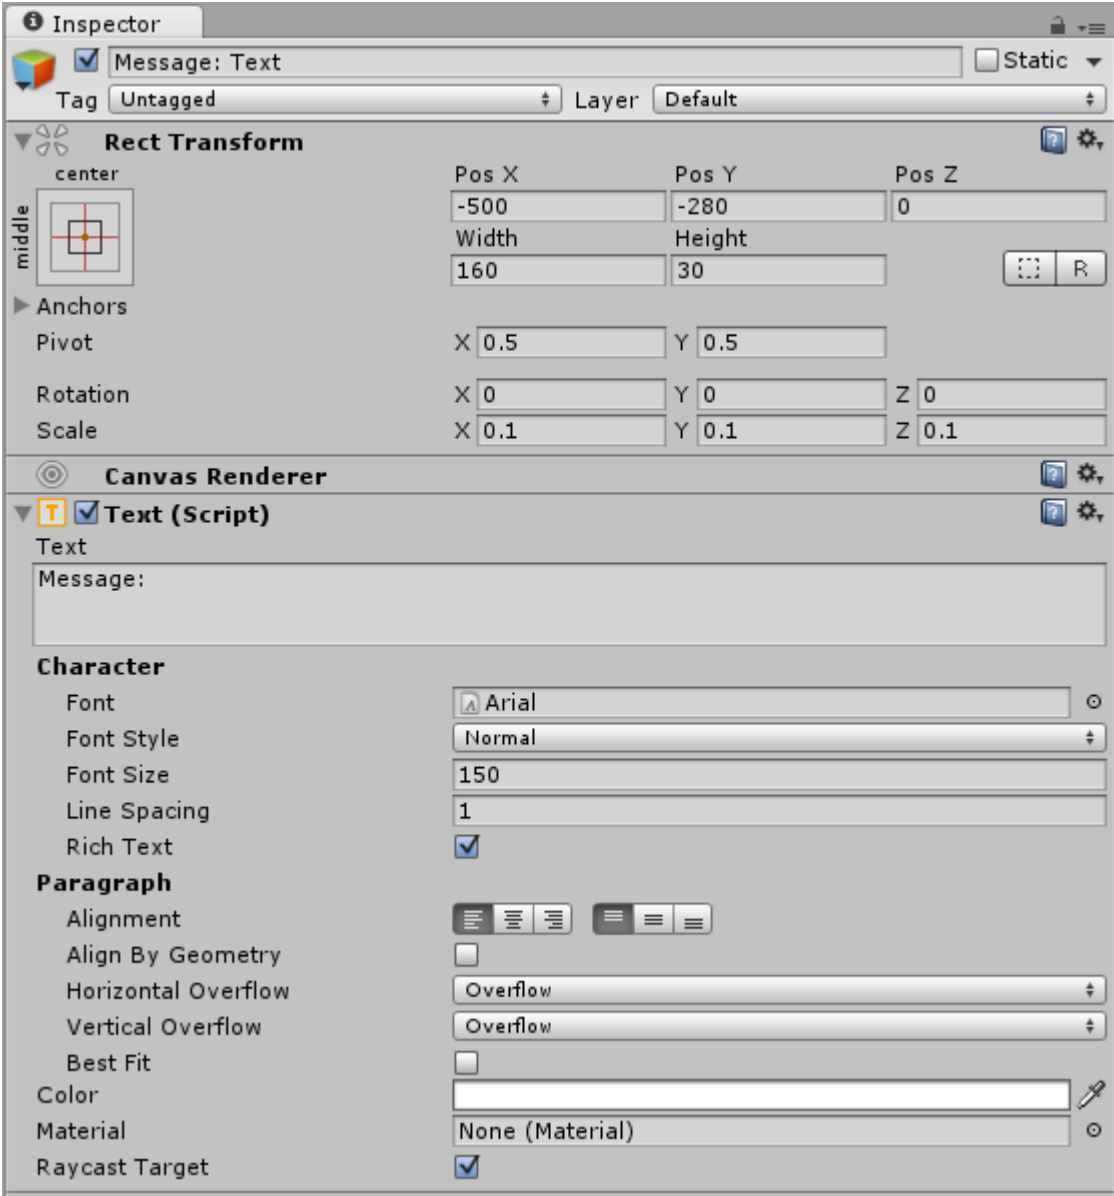 Inspector
Message: Text Static
Tag Untagged Layer Default
Rect Transform
center Pos X Pos Y Pos Z
middle -500 -280 0
Width Height
160 30 R
Anchors
Pivot X 0.5 Y 0.5
Rotation X 0 Y 0 Z 0
Scale X 0.1 Y 0.1 Z 0.1
Canvas Renderer
T Text (Script)
Text
Message:
Character
Font Arial
Font Style Normal
Font Size 150
Line Spacing 1
Rich Text
Paragraph
Alignment
Align By Geometry
Horizontal Overflow Overflow
Vertical Overflow Overflow
Best Fit
Color
Material None (Material)
Raycast Target